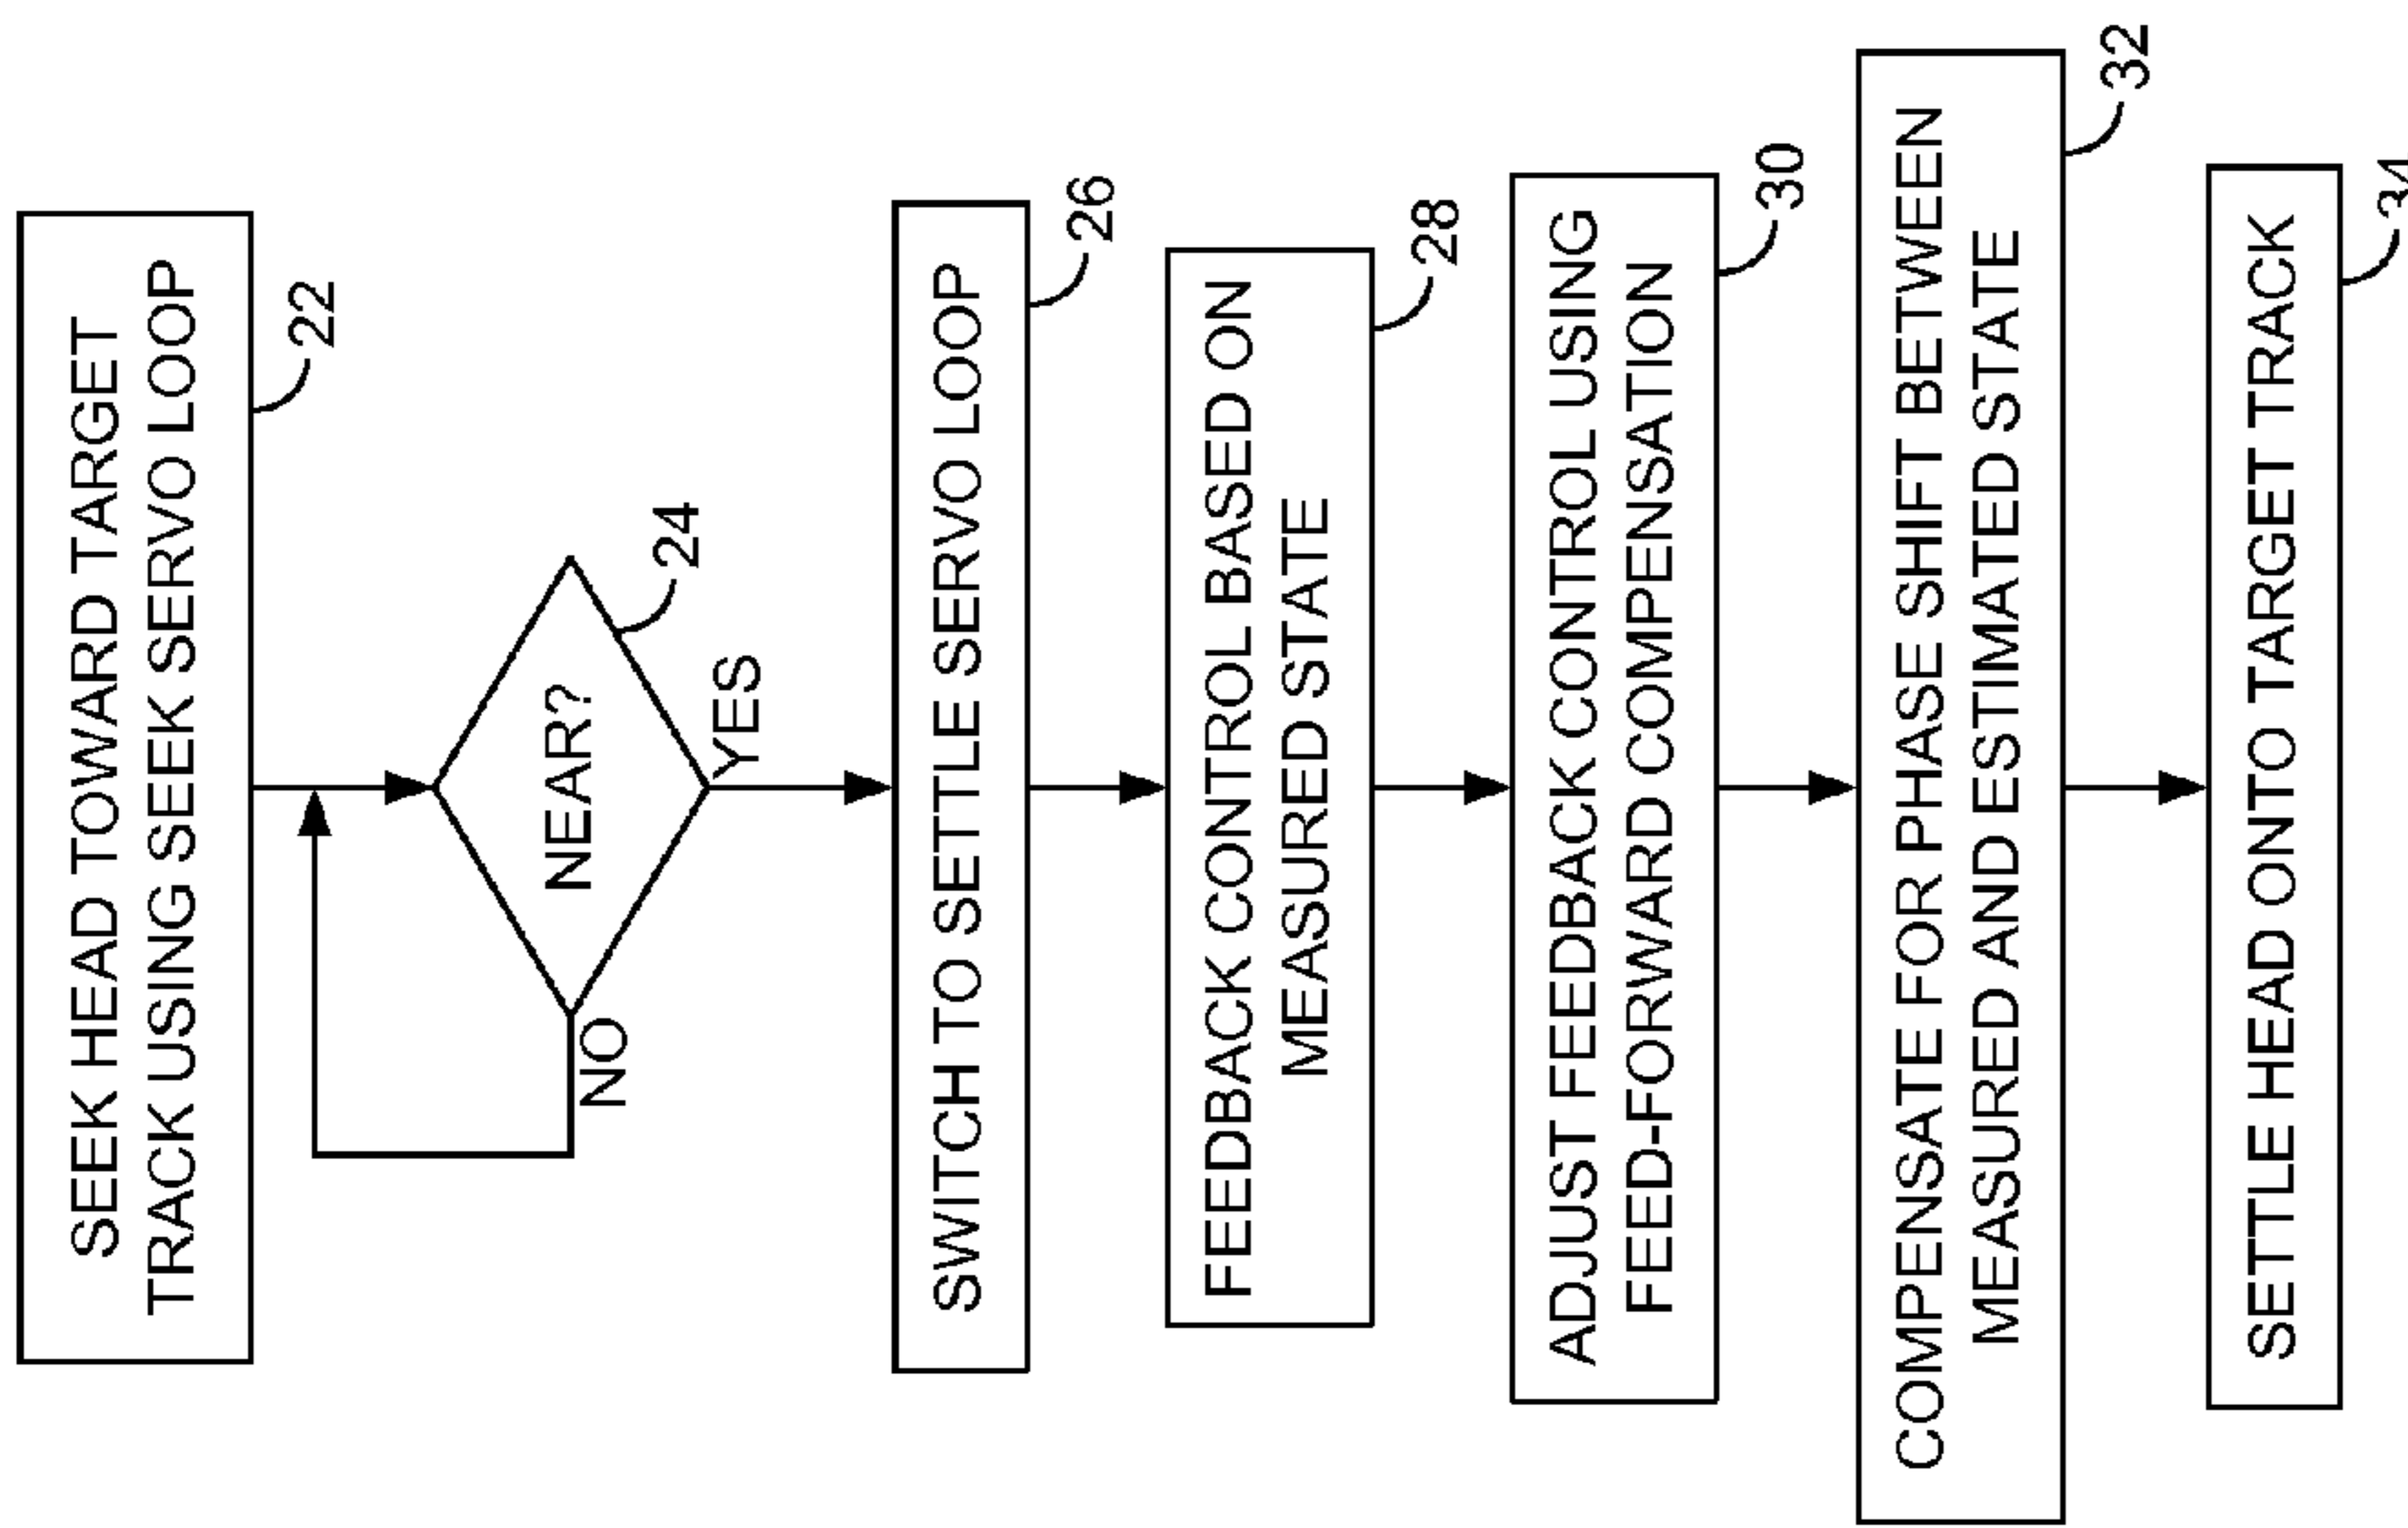 SEEK HEAD TOWARD TARGET
TRACK USING SEEK SERVO LOOP
22
NEAR?
24
NO
YES
SWITCH TO SETTLE SERVO LOOP
26
FEEDBACK CONTROL BASED ON
MEASURED STATE
28
ADJUST FEEDBACK CONTROL USING
FEED-FORWARD COMPENSATION
30
COMPENSATE FOR PHASE SHIFT BETWEEN
MEASURED AND ESTIMATED STATE
32
SETTLE HEAD ONTO TARGET TRACK
34